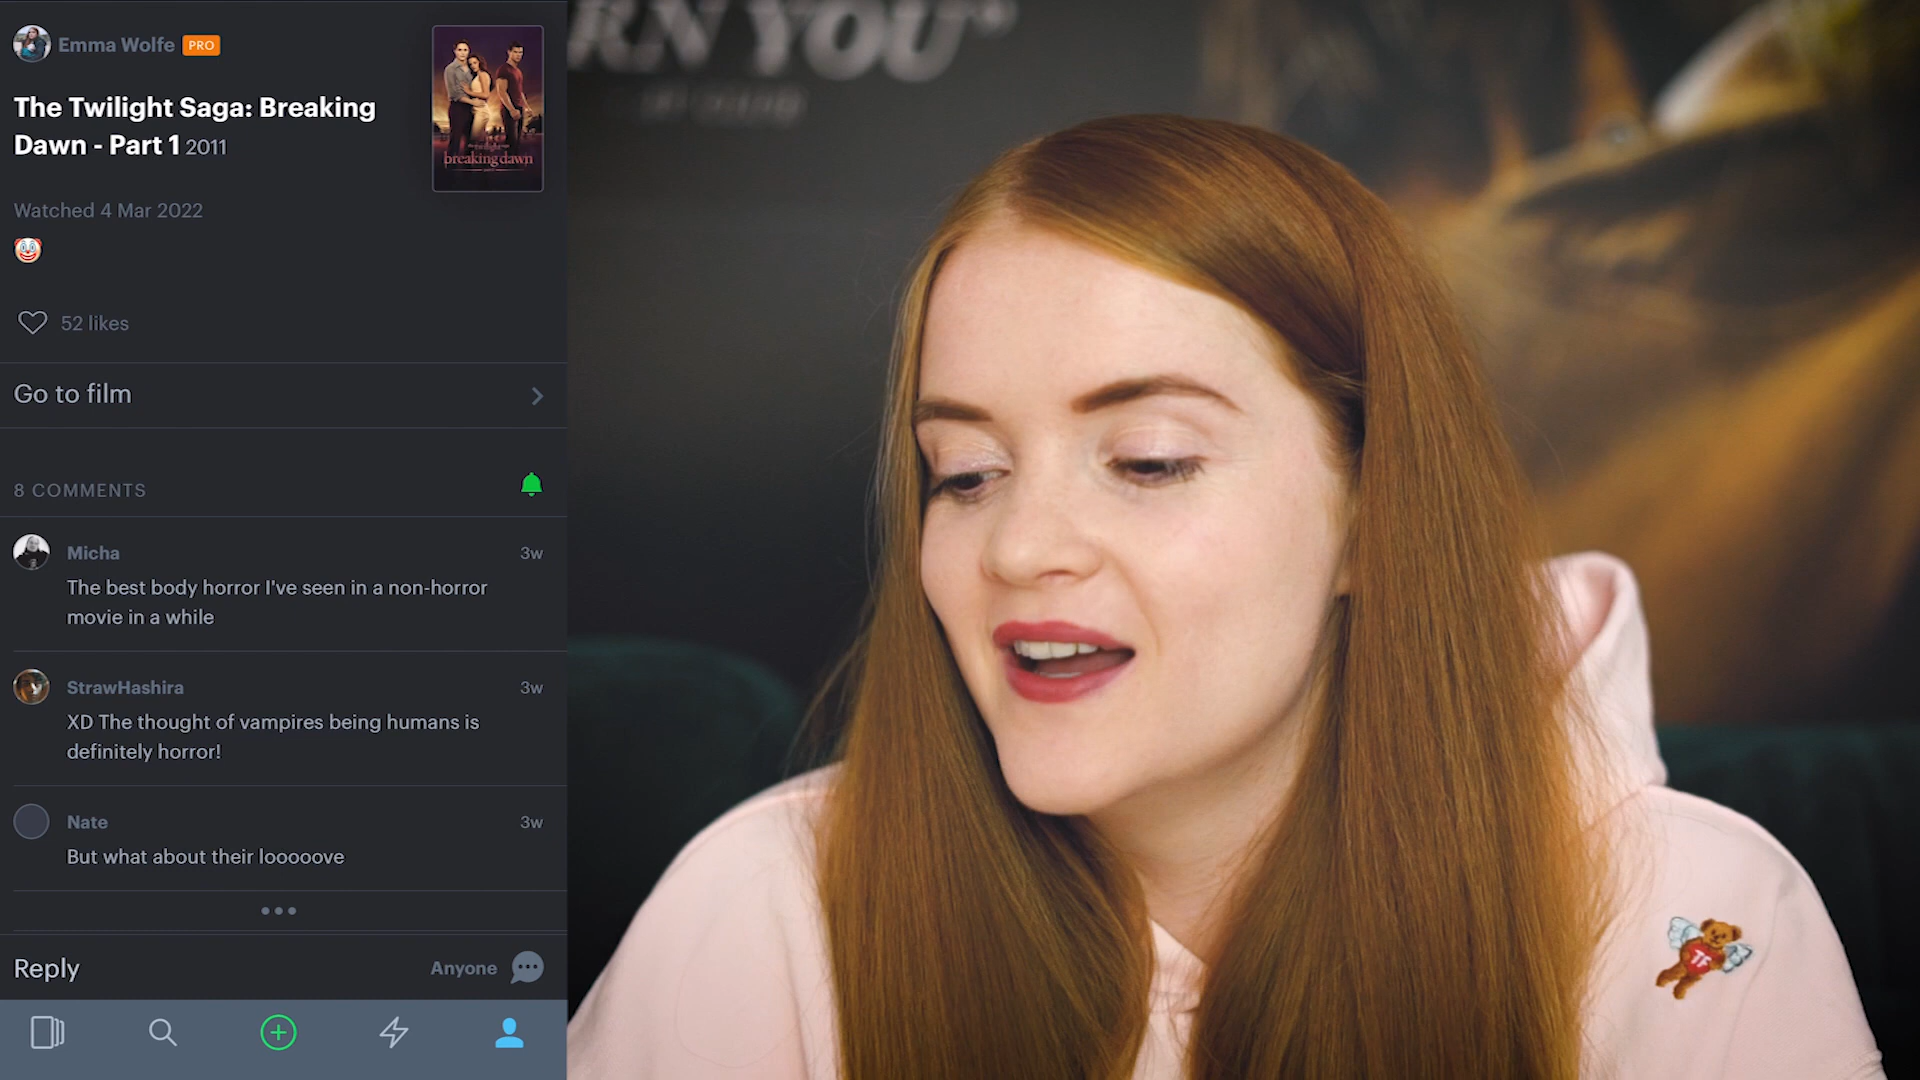 Emma Wolfe PRO
The Twilight Saga: Breaking
Dawn - Part 1 2011
breaking dawn
Watched 4 Mar 2022
52 likes
Go to film
8 COMMENTS
Micha 3w
The best body horror I've seen in a non-horror
movie in a while
StrawHashira 3w
XD The thought of vampires being humans is
definitely horror!
Nate 3w
But what about their looooove
Reply Anyone
RN YOU"
TF